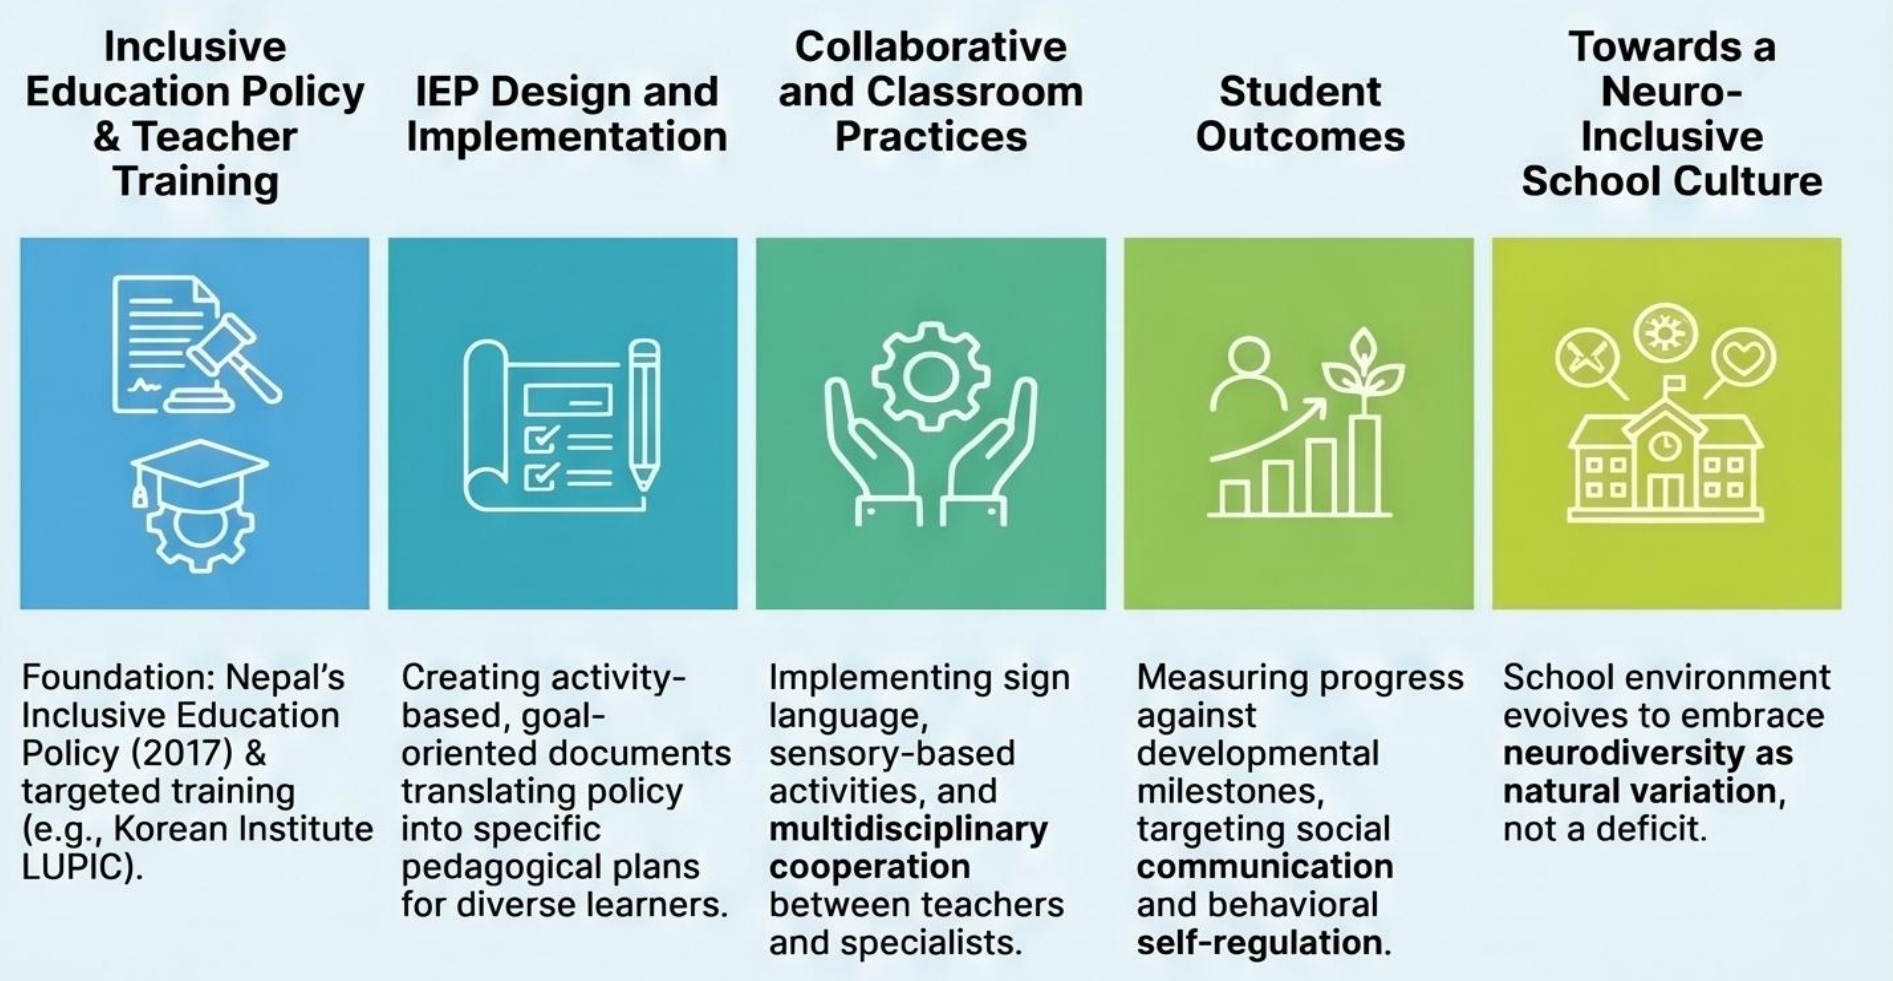 Inclusive
Education Policy
& Teacher
Training
IEP Design and
Implementation
Collaborative
and Classroom
Practices
Student
Outcomes
Towards a
Neuro-
Inclusive
School Culture
Foundation: Nepal's
Inclusive Education
Policy (2017) &
targeted training
(e.g., Korean Institute
LUPIC).
Creating activity-
based, goal-
oriented documents
translating policy
into specific
pedagogical plans
for diverse learners.
Implementing sign
language,
sensory-based
activities, and
multidisciplinary
cooperation
between teachers
and specialists.
Measuring progress
against
developmental
milestones,
targeting social
communication
and behavioral
self-regulation.
School environment
evoives to embrace
neurodiversity as
natural variation,
not a deficit.